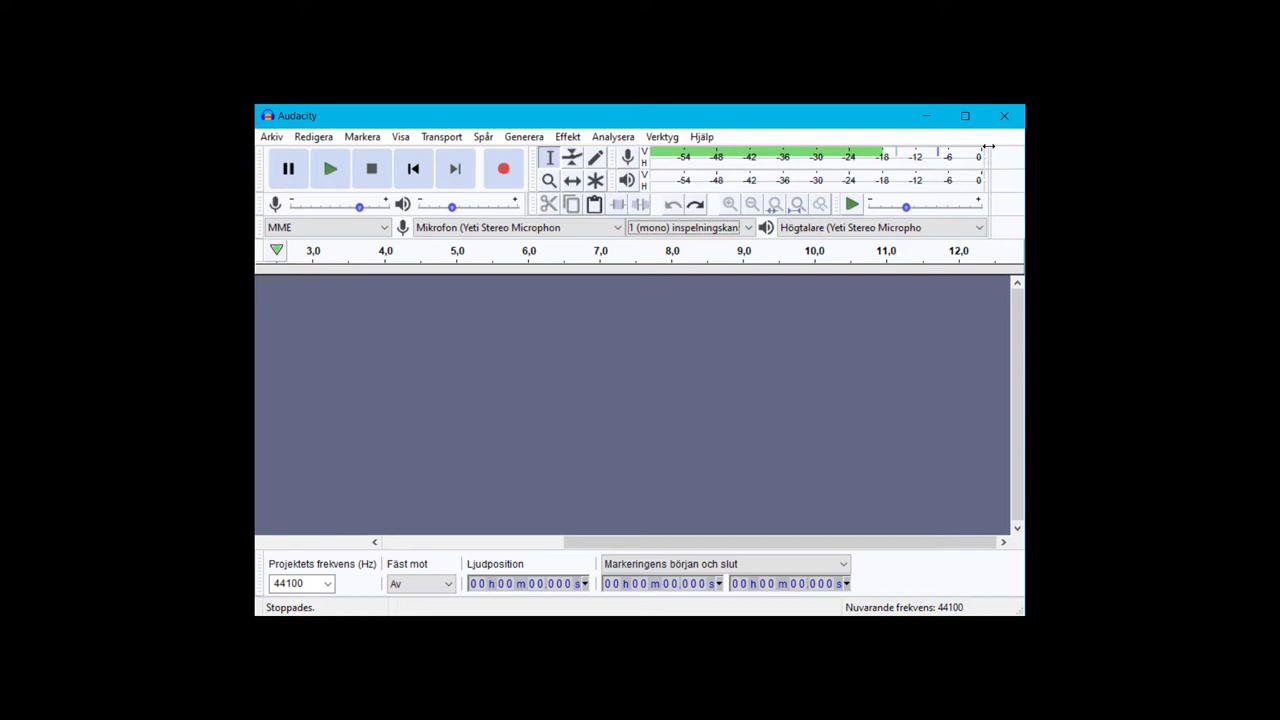 Audacity
Arkiv Redigera Markera Visa Transport Spår Generera Effekt Analysera Verktyg Hjälp
V H -54 -48 -42 -36 -30 -24 -18 -12 -6 0
V H -54 -48 -42 -36 -30 -24 -18 -12 -6 0
- + - +
- +
MME Mikrofon (Yeti Stereo Microphon 1 (mono) inspelningskan Högtalare (Yeti Stereo Micropho
3,0 4,0 5,0 6,0 7,0 8,0 9,0 10,0 11,0 12,0
Projektets frekvens (Hz) Fäst mot Ljudposition Markeringens början och slut
44100 Av 00 h 00 m 00.000 s 00 h 00 m 00.000 s 00 h 00 m 00.000 s
Stoppades. Nuvarande frekvens: 44100